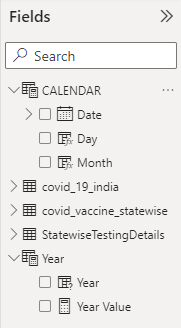 Fields
Search
CALENDAR
Date
Day
Month
covid_19_india
covid_vaccine_statewise
StatewiseTestingDetails
Year
Year
Year Value